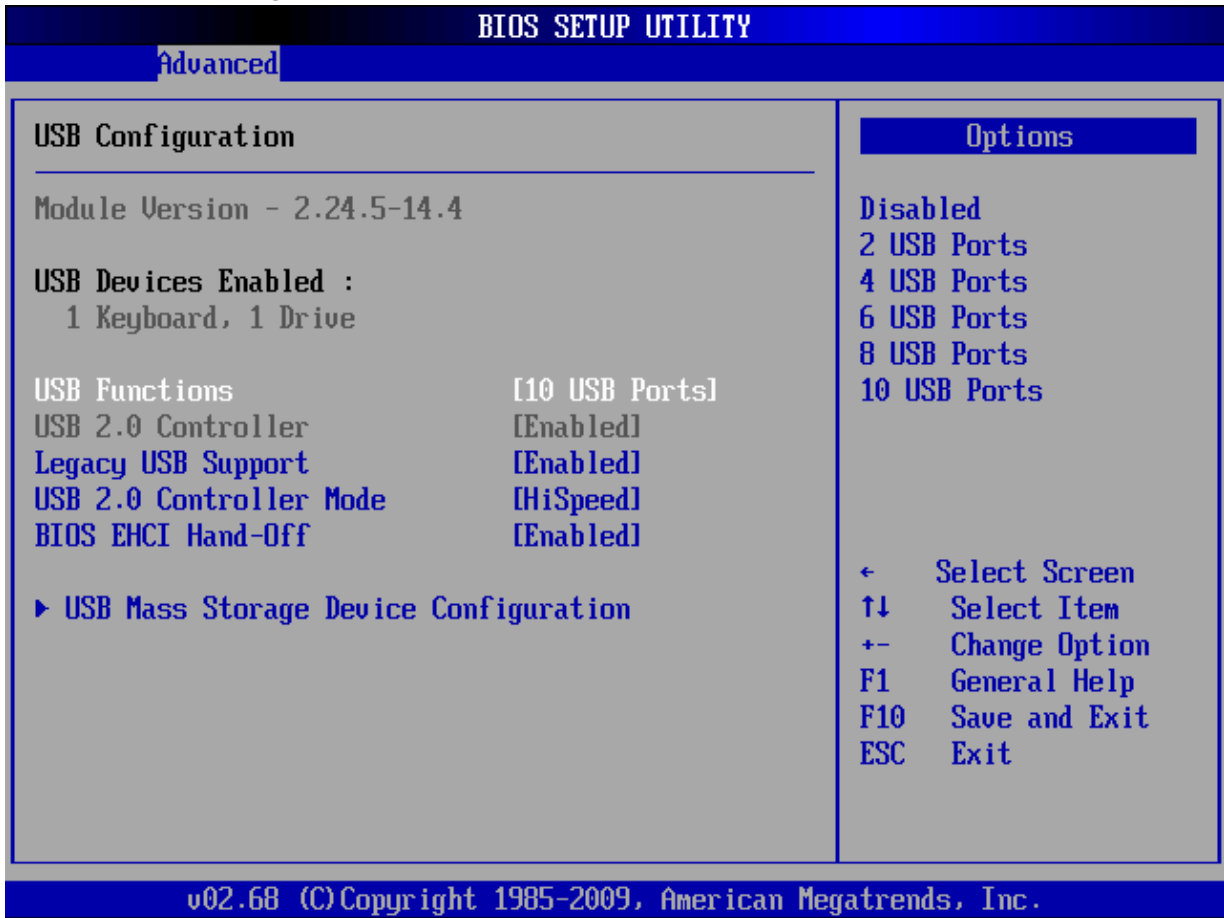 BIOS SETUP UTILITY
Advanced
USB Configuration
Module Version - 2.24.5-14.4
USB Devices Enabled :
1 Keyboard, 1 Drive
USB Functions [10 USB Ports]
USB 2.0 Controller [Enabled]
Legacy USB Support [Enabled]
USB 2.0 Controller Mode [HiSpeed]
BIOS EHCI Hand-Off [Enabled]
▶ USB Mass Storage Device Configuration
Options
Disabled
2 USB Ports
4 USB Ports
6 USB Ports
8 USB Ports
10 USB Ports
← Select Screen
↑↓ Select Item
+- Change Option
F1 General Help
F10 Save and Exit
ESC Exit
v02.68 (C)Copyright 1985-2009, American Megatrends, Inc.